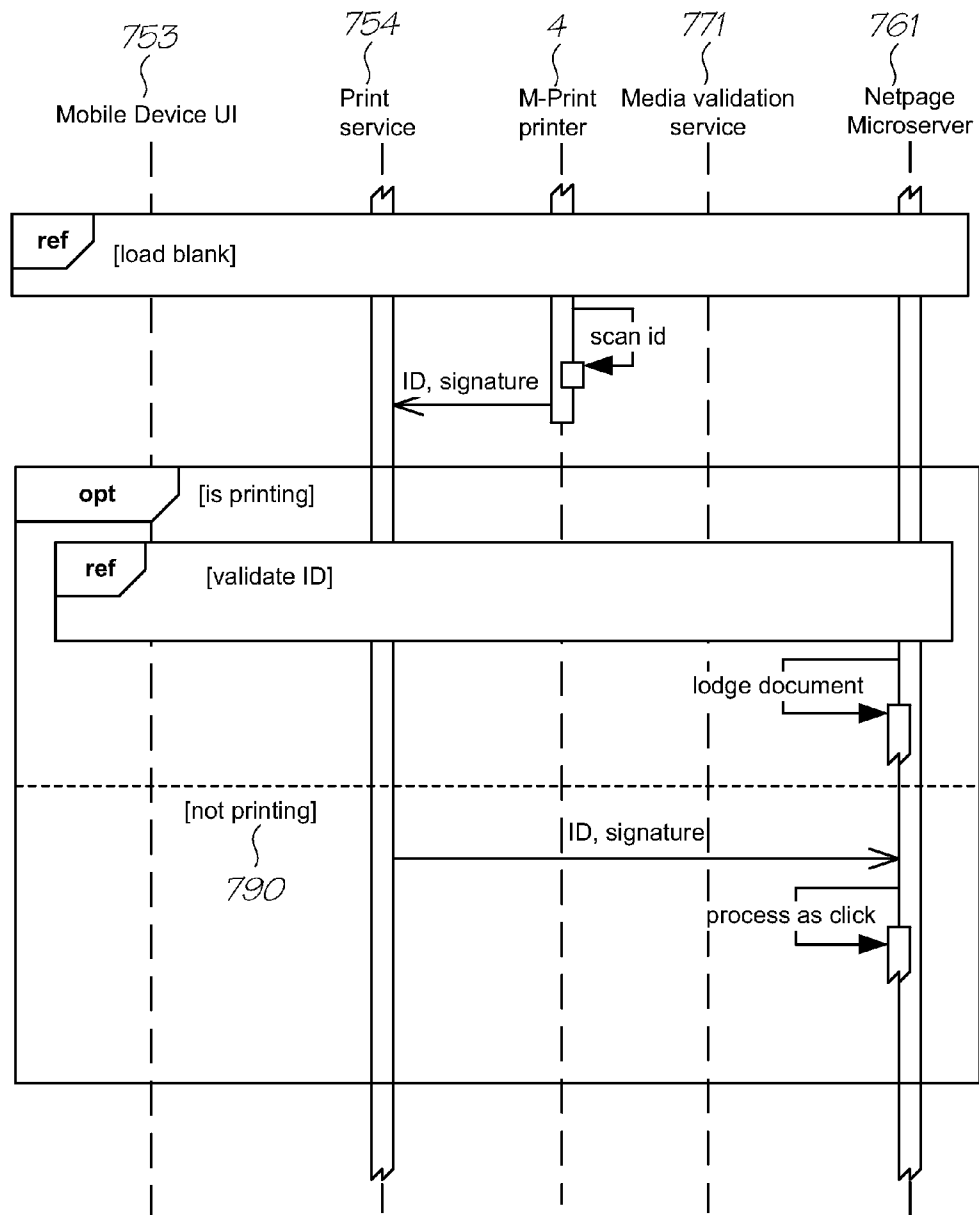 753
754
4
771
761
Mobile Device UI
Print
service
M-Print
printer
Media validation
service
Netpage
Microserver
ref
[load blank]
scan id
ID, signature
opt
[is printing]
ref
[validate ID]
lodge document
[not printing]
790
ID, signature
process as click